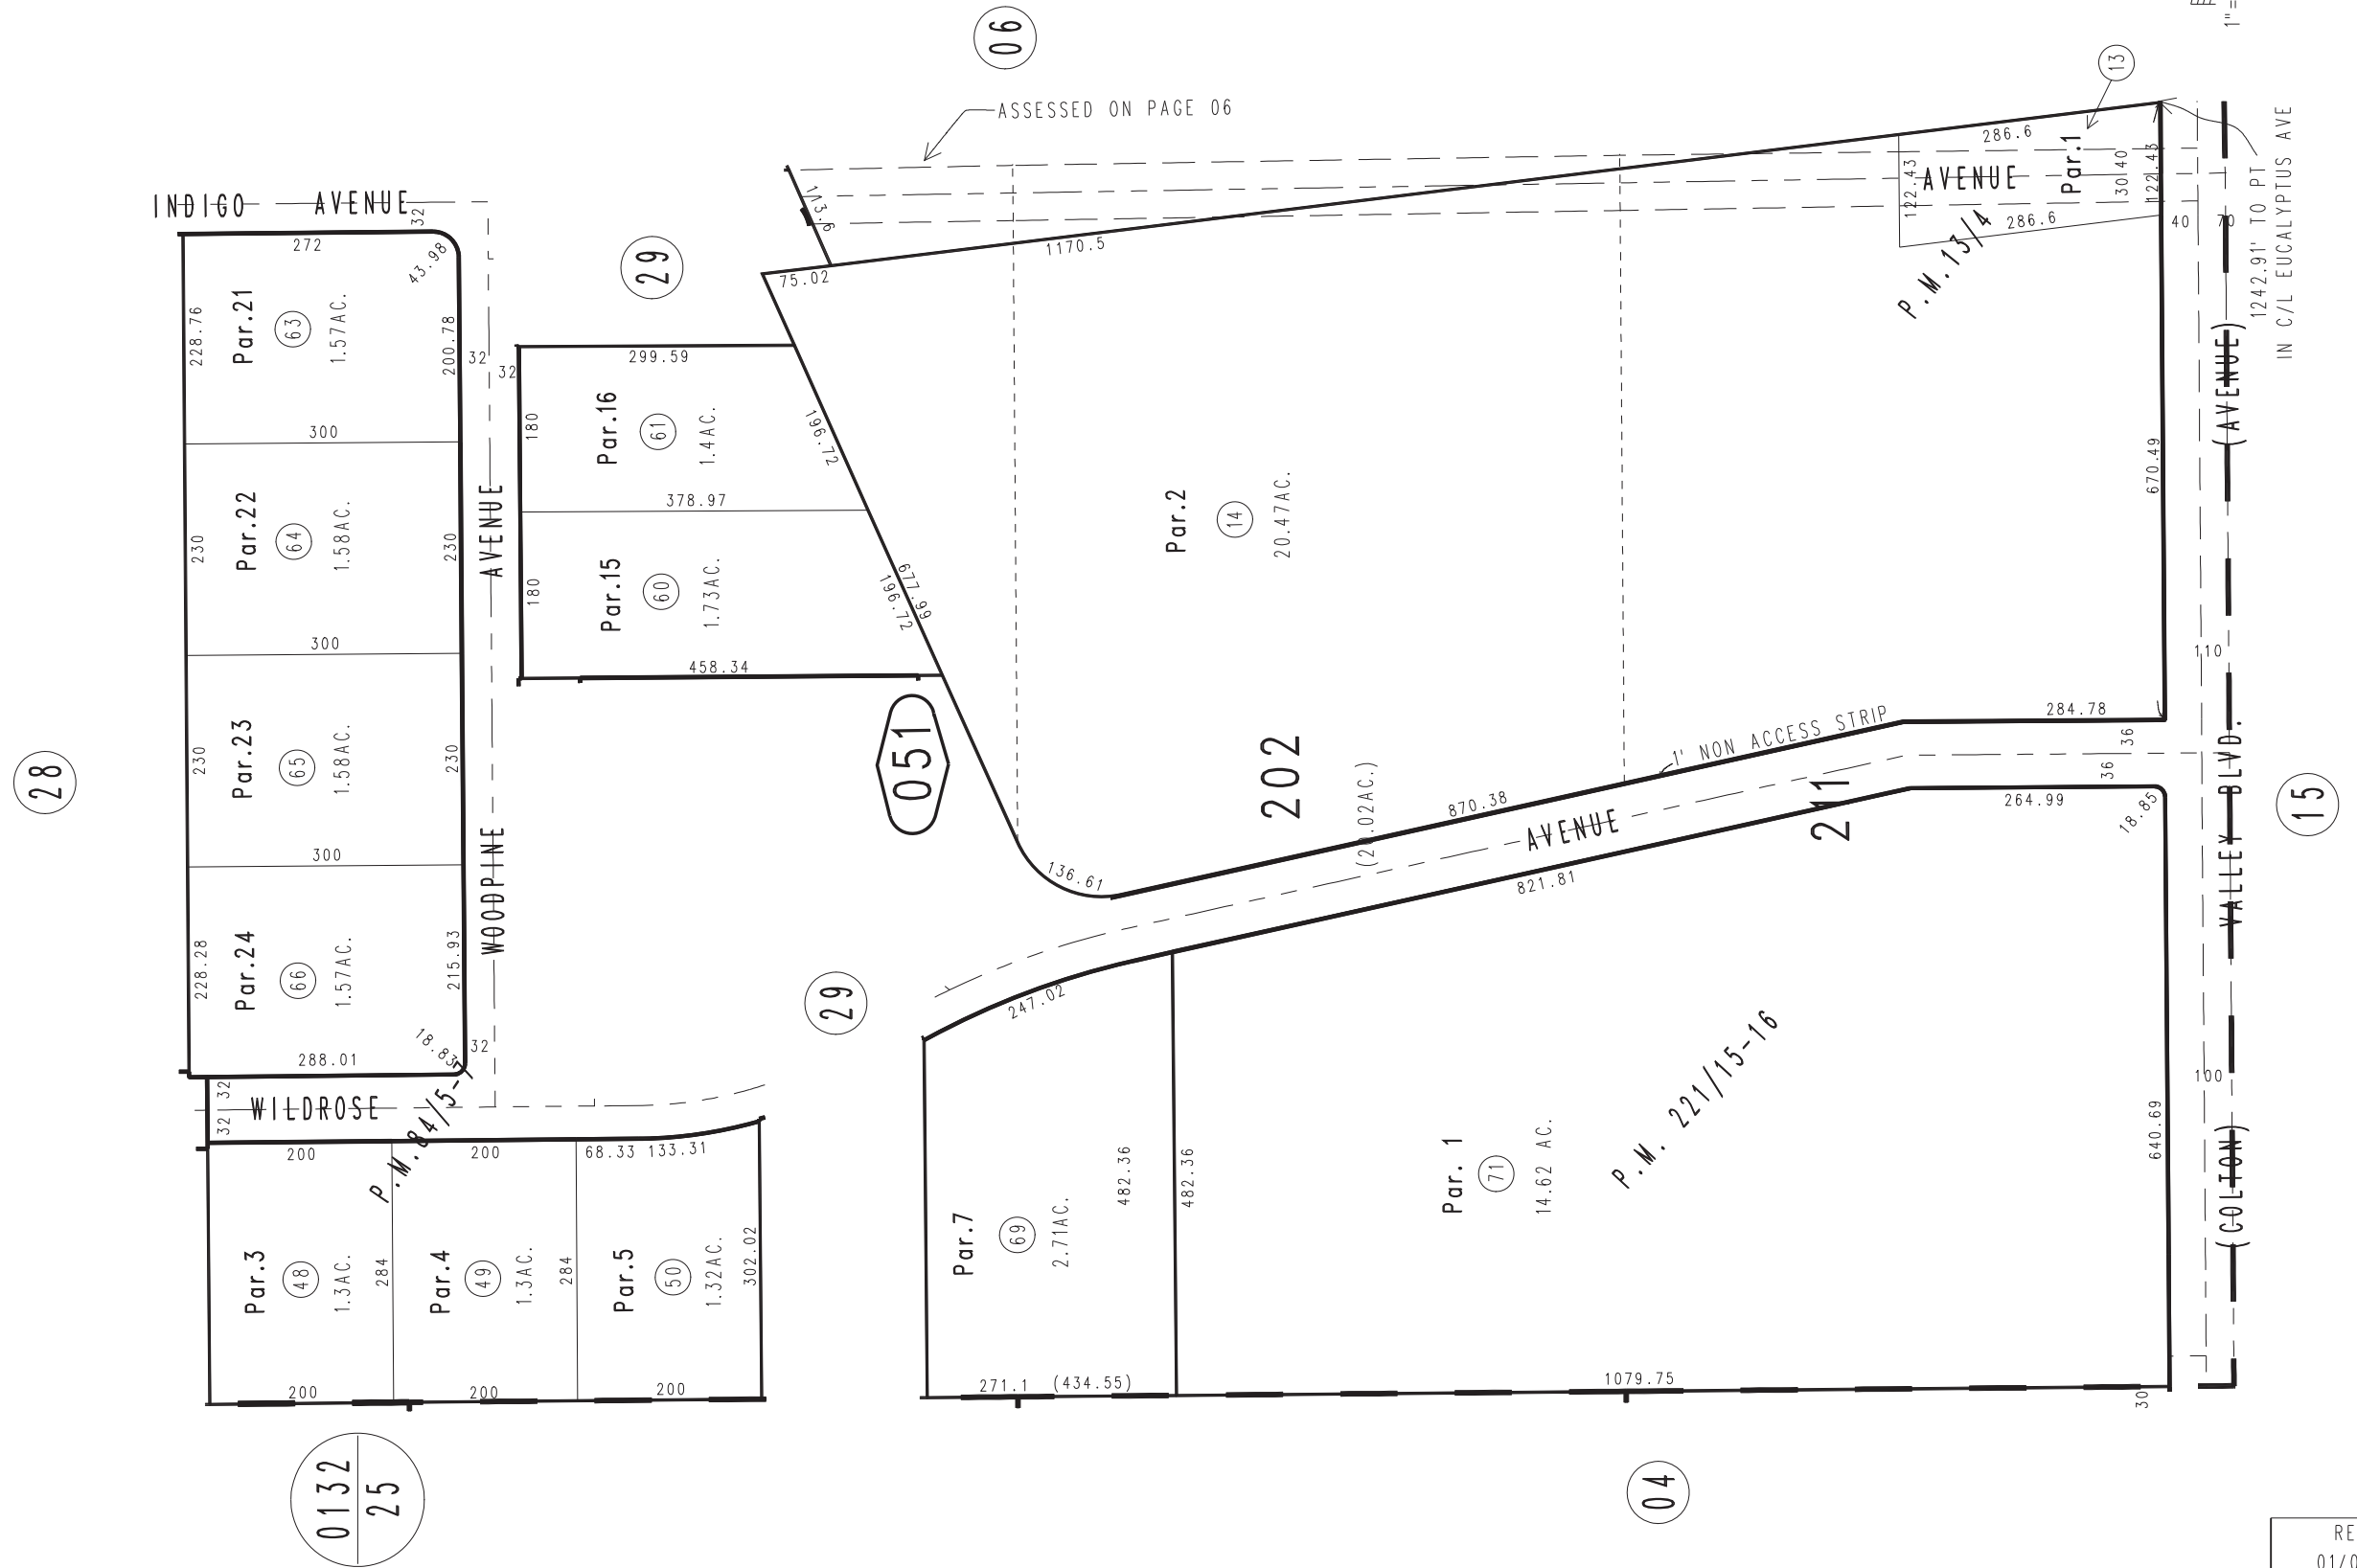 06
ASSESSED ON PAGE 06
13
1"=
INDIGO AVENUE
32
272
43.98
228.76
Par.21
63
1.57AC.
200.78
32
32
300
230
Par.22
64
1.58AC.
230
300
230
Par.23
65
1.58AC.
230
300
228.28
Par.24
66
1.57AC.
215.93
288.01
18.83
32
WOODPINE AVENUE
28
29
299.59
180
Par.16
61
1.4AC.
196.72
378.97
180
Par.15
60
1.73AC.
196.72
677.99
458.34
113.6
75.02
1170.5
Par.2
14
20.47AC.
122.43
286.6
AVENUE
Par.1
30
40
122.43
286.6
P.M.13/4
40
70
1242.91' TO PT
IN C/L EUCALYPTUS AVE
670.49
110
284.78
36
36
264.99
18.85
VALLEY BLVD.
(COLTON) (AVENUE)
15
051
202
211
1' NON ACCESS STRIP
870.38
AVENUE
821.81
136.61
29
247.02
WILDROSE
32
32
P.M.84/5-7
200
200
68.33
133.31
Par.3
48
1.3AC.
284
Par.4
49
1.3AC.
284
Par.5
50
1.32AC.
302.02
200
200
200
Par.7
69
2.71AC.
482.36
482.36
Par. 1
71
14.62 AC.
P.M. 221/15-16
640.69
100
271.1
(434.55)
1079.75
30
0132
25
04
RE
01/0